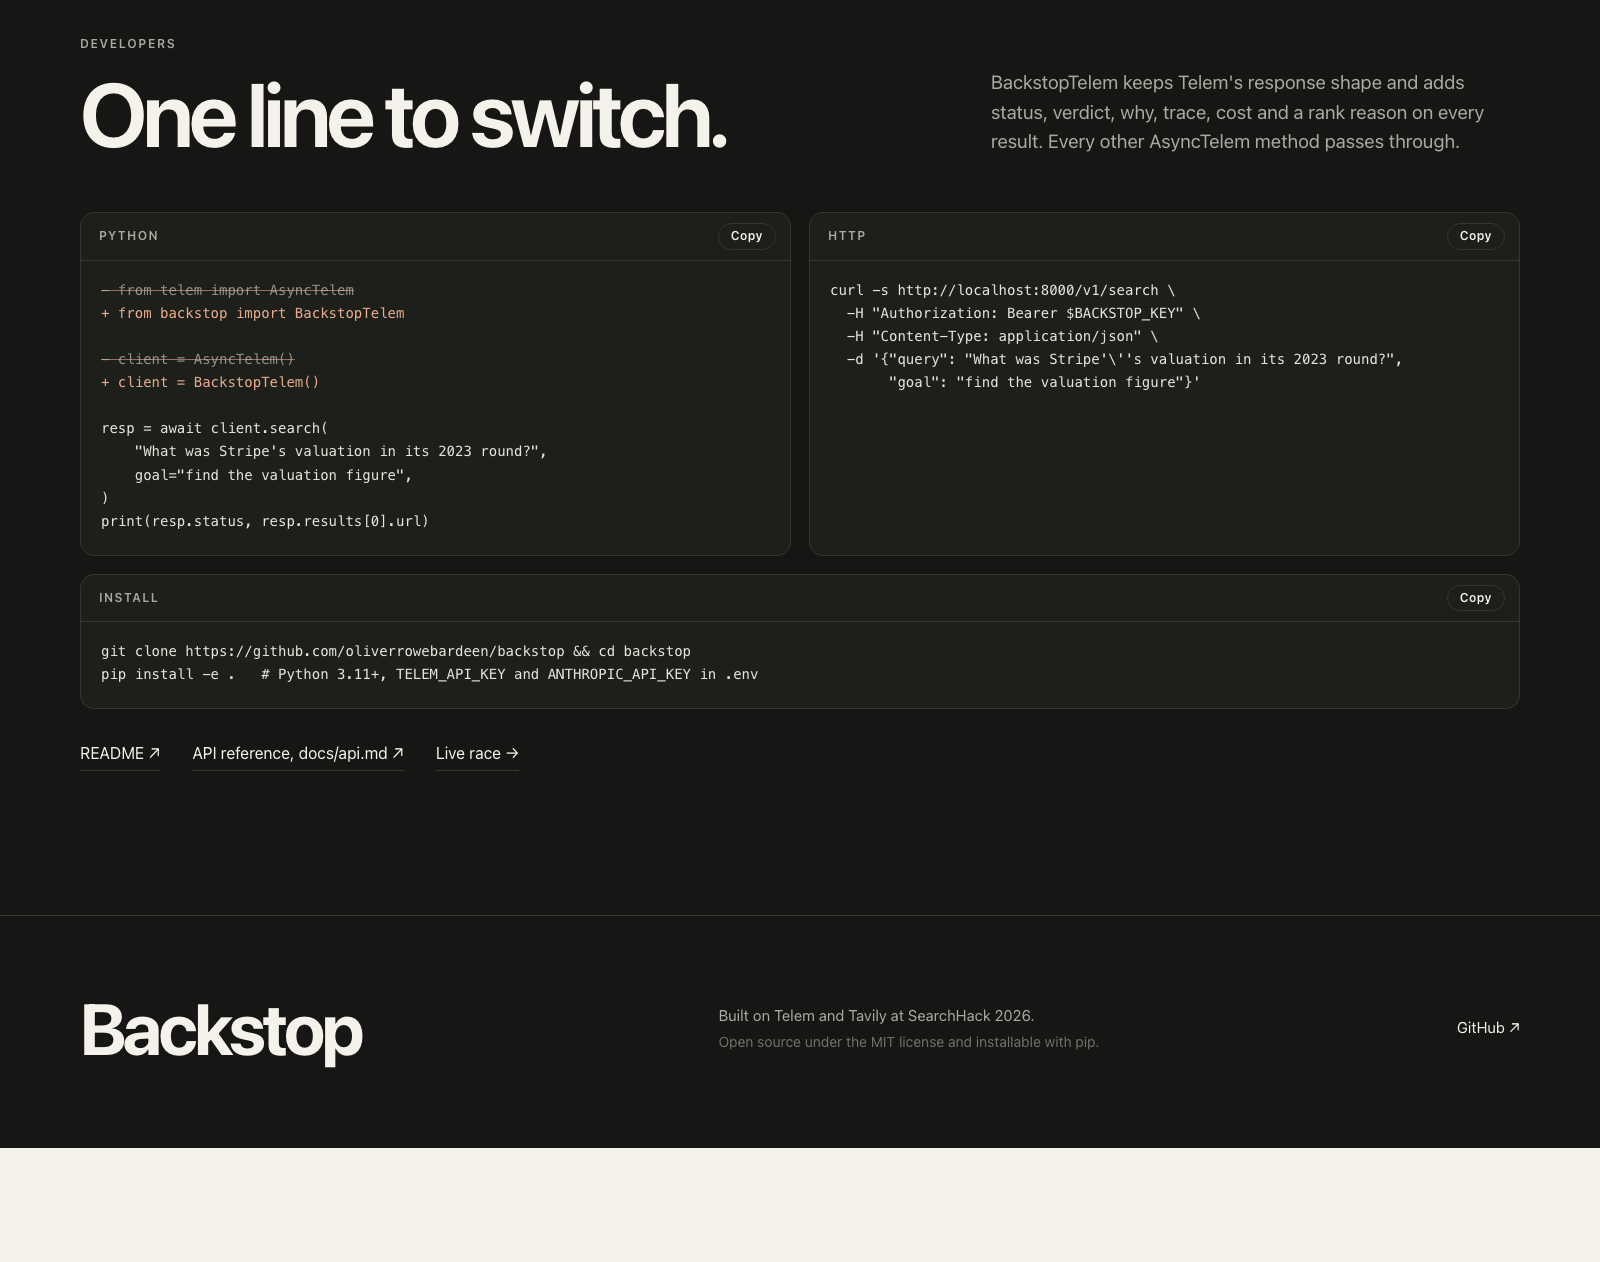 DEVELOPERS
One line to switch.
BackstopTelem keeps Telem's response shape and adds
status, verdict, why, trace, cost and a rank reason on every
result. Every other AsyncTelem method passes through.
PYTHON
Copy
- from telem import AsyncTelem
+ from backstop import BackstopTelem
- client = AsyncTelem()
+ client = BackstopTelem()
resp = await client.search(
    "What was Stripe's valuation in its 2023 round?",
    goal="find the valuation figure",
)
print(resp.status, resp.results[0].url)
HTTP
Copy
curl -s http://localhost:8000/v1/search \
  -H "Authorization: Bearer $BACKSTOP_KEY" \
  -H "Content-Type: application/json" \
  -d '{"query": "What was Stripe'\''s valuation in its 2023 round?",
       "goal": "find the valuation figure"}'
INSTALL
Copy
git clone https://github.com/oliverrowebardeen/backstop && cd backstop
pip install -e .   # Python 3.11+, TELEM_API_KEY and ANTHROPIC_API_KEY in .env
README ↗
API reference, docs/api.md ↗
Live race →
Backstop
Built on Telem and Tavily at SearchHack 2026.
Open source under the MIT license and installable with pip.
GitHub ↗